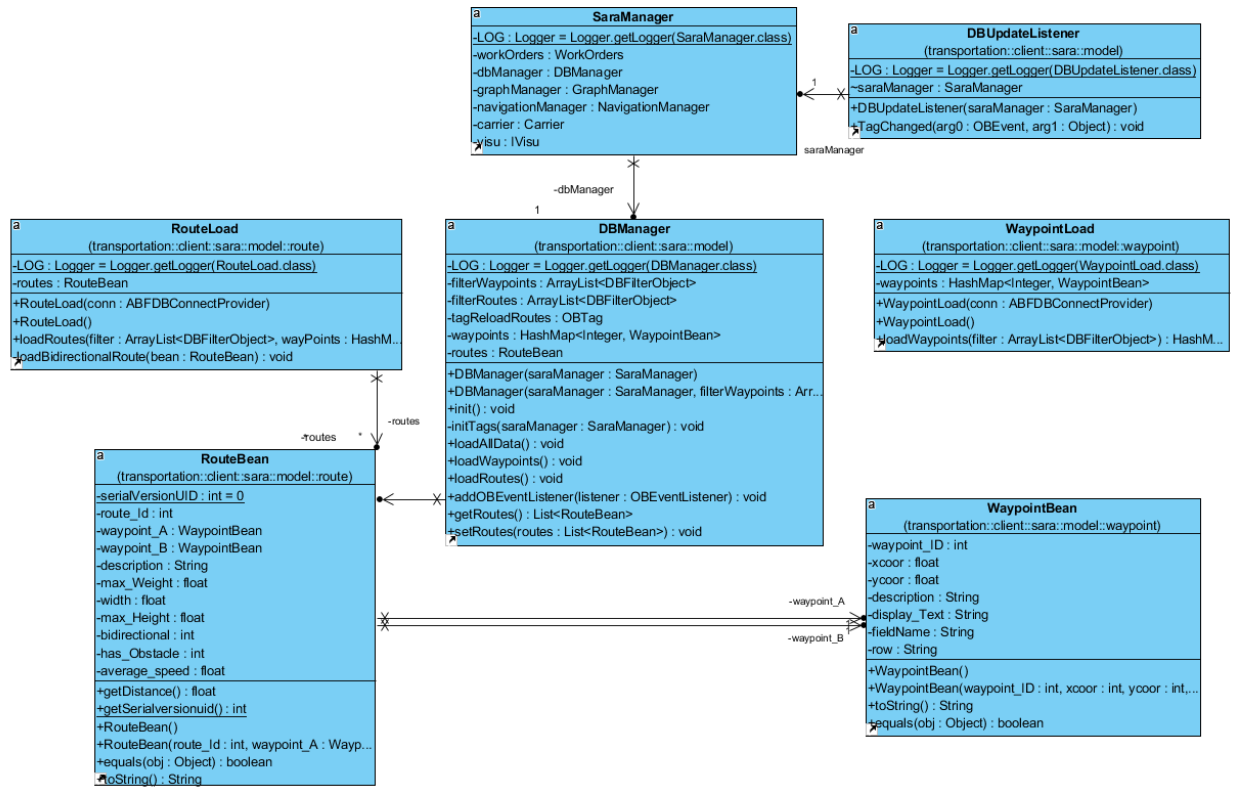 a
SaraManager
-LOG : Logger = Logger.getLogger(SaraManager.class)
-workOrders : WorkOrders
-dbManager : DBManager
-graphManager : GraphManager
-navigationManager : NavigationManager
-carrier : Carrier
-visu : IVisu
a
DBUpdateListener
(transportation::client::sara::model)
-LOG : Logger = Logger.getLogger(DBUpdateListener.class)
~saraManager : SaraManager
+DBUpdateListener(saraManager : SaraManager)
+TagChanged(arg0 : OBEvent, arg1 : Object) : void
1
saraManager
-dbManager
1
a
RouteLoad
(transportation::client::sara::model::route)
-LOG : Logger = Logger.getLogger(RouteLoad.class)
-routes : RouteBean
+RouteLoad(conn : ABFDBConnectProvider)
+RouteLoad()
+loadRoutes(filter : ArrayList<DBFilterObject>, wayPoints : HashM...
-loadBidirectionalRoute(bean : RouteBean) : void
a
DBManager
(transportation::client::sara::model)
-LOG : Logger = Logger.getLogger(DBManager.class)
-filterWaypoints : ArrayList<DBFilterObject>
-filterRoutes : ArrayList<DBFilterObject>
-tagReloadRoutes : OBTag
-waypoints : HashMap<Integer, WaypointBean>
-routes : RouteBean
+DBManager(saraManager : SaraManager)
+DBManager(saraManager : SaraManager, filterWaypoints : Arr...
+init() : void
-initTags(saraManager : SaraManager) : void
+loadAllData() : void
+loadWaypoints() : void
+loadRoutes() : void
+addOBEventListener(listener : OBEventListener) : void
+getRoutes() : List<RouteBean>
+setRoutes(routes : List<RouteBean>) : void
a
WaypointLoad
(transportation::client::sara::model::waypoint)
-LOG : Logger = Logger.getLogger(WaypointLoad.class)
-waypoints : HashMap<Integer, WaypointBean>
+WaypointLoad(conn : ABFDBConnectProvider)
+WaypointLoad()
+loadWaypoints(filter : ArrayList<DBFilterObject>) : HashM...
-routes
-routes
*
*
a
RouteBean
(transportation::client::sara::model::route)
-serialVersionUID : int = 0
-route_Id : int
-waypoint_A : WaypointBean
-waypoint_B : WaypointBean
-description : String
-max_Weight : float
-width : float
-max_Height : float
-bidirectional : int
-has_Obstacle : int
-average_speed : float
+getDistance() : float
+getSerialversionuid() : int
+RouteBean()
+RouteBean(route_Id : int, waypoint_A : Wayp...
+equals(obj : Object) : boolean
+toString() : String
a
WaypointBean
(transportation::client::sara::model::waypoint)
-waypoint_ID : int
-xcoor : float
-ycoor : float
-description : String
-display_Text : String
-fieldName : String
-row : String
+WaypointBean()
+WaypointBean(waypoint_ID : int, xcoor : int, ycoor : int,...
+toString() : String
+equals(obj : Object) : boolean
-waypoint_A
-waypoint_B